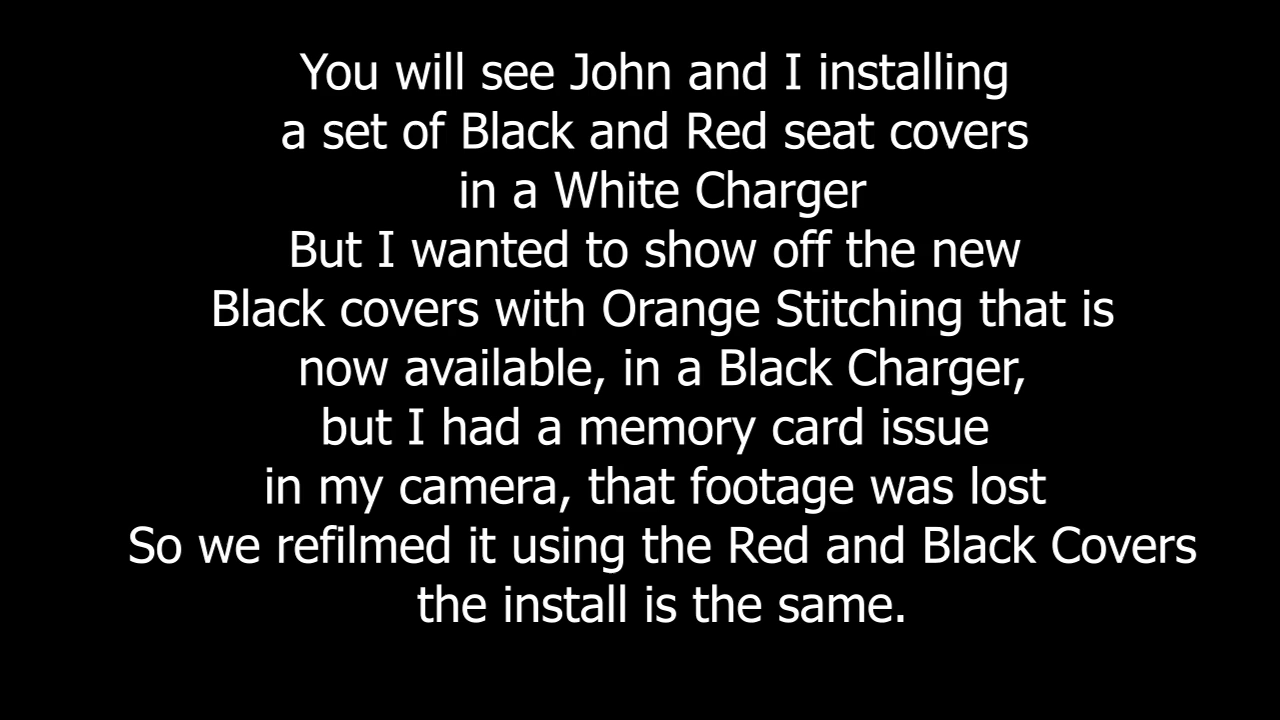 You will see John and I installing
a set of Black and Red seat covers
in a White Charger
But I wanted to show off the new
Black covers with Orange Stitching that is
now available, in a Black Charger,
but I had a memory card issue
in my camera, that footage was lost
So we refilmed it using the Red and Black Covers
the install is the same.